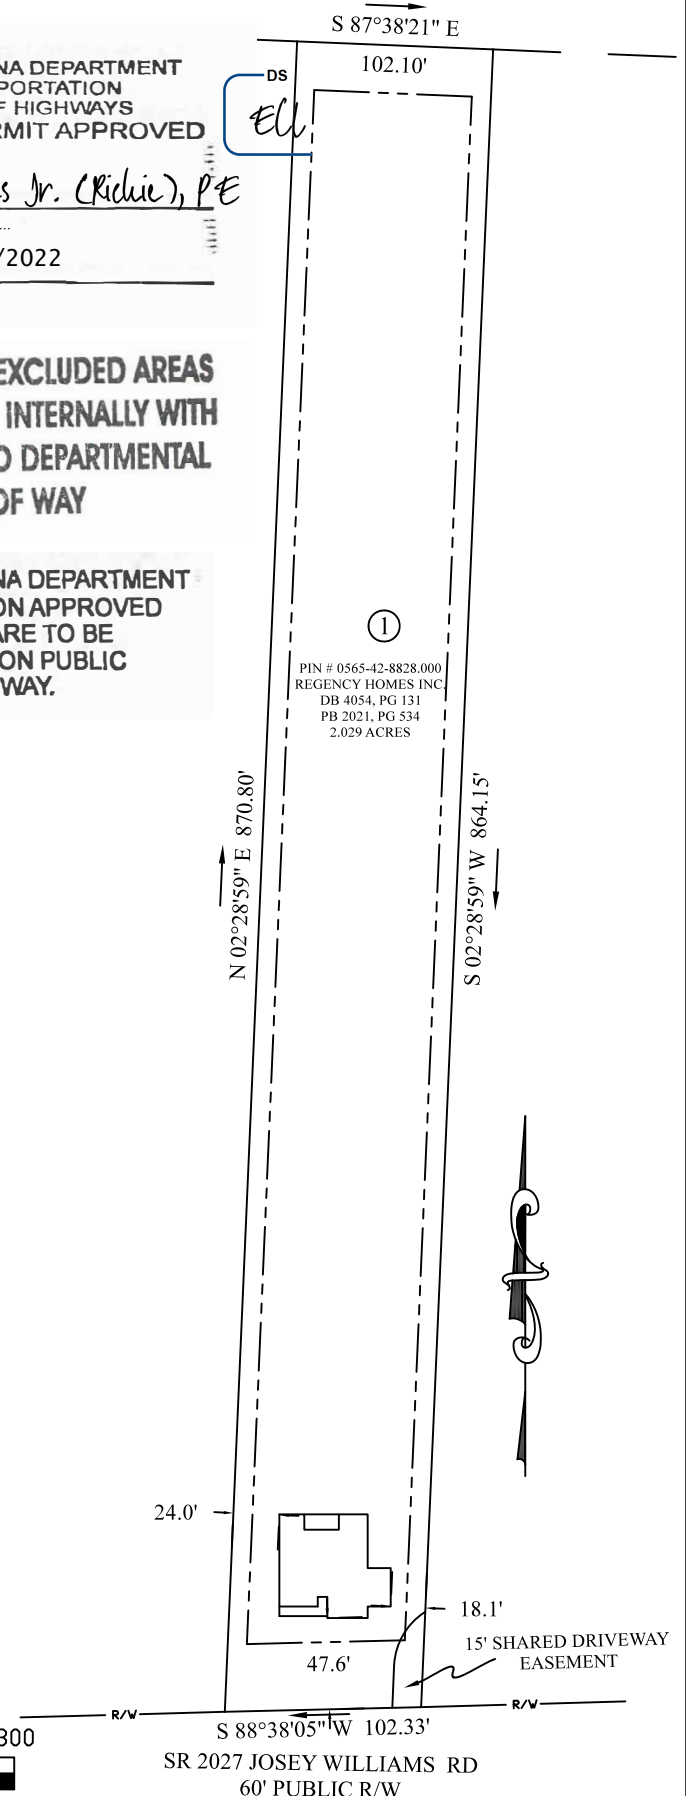 S 87°38'21" E
102.10'
NA DEPARTMENT
PORTATION
F HIGHWAYS
RMIT APPROVED
DS
ECL
s Jr. (Richie), PE
/2022
EXCLUDED AREAS
INTERNALLY WITH
O DEPARTMENTAL
OF WAY
NA DEPARTMENT
ON APPROVED
ARE TO BE
ON PUBLIC
WAY.
1
PIN # 0565-42-8828.000
REGENCY HOMES INC.
DB 4054, PG 131
PB 2021, PG 534
2.029 ACRES
N 02°28'59" E 870.80'
S 02°28'59" W 864.15'
24.0'
18.1'
15' SHARED DRIVEWAY
EASEMENT
47.6'
R/W
R/W
S 88°38'05" W 102.33'
300
SR 2027 JOSEY WILLIAMS RD
60' PUBLIC R/W